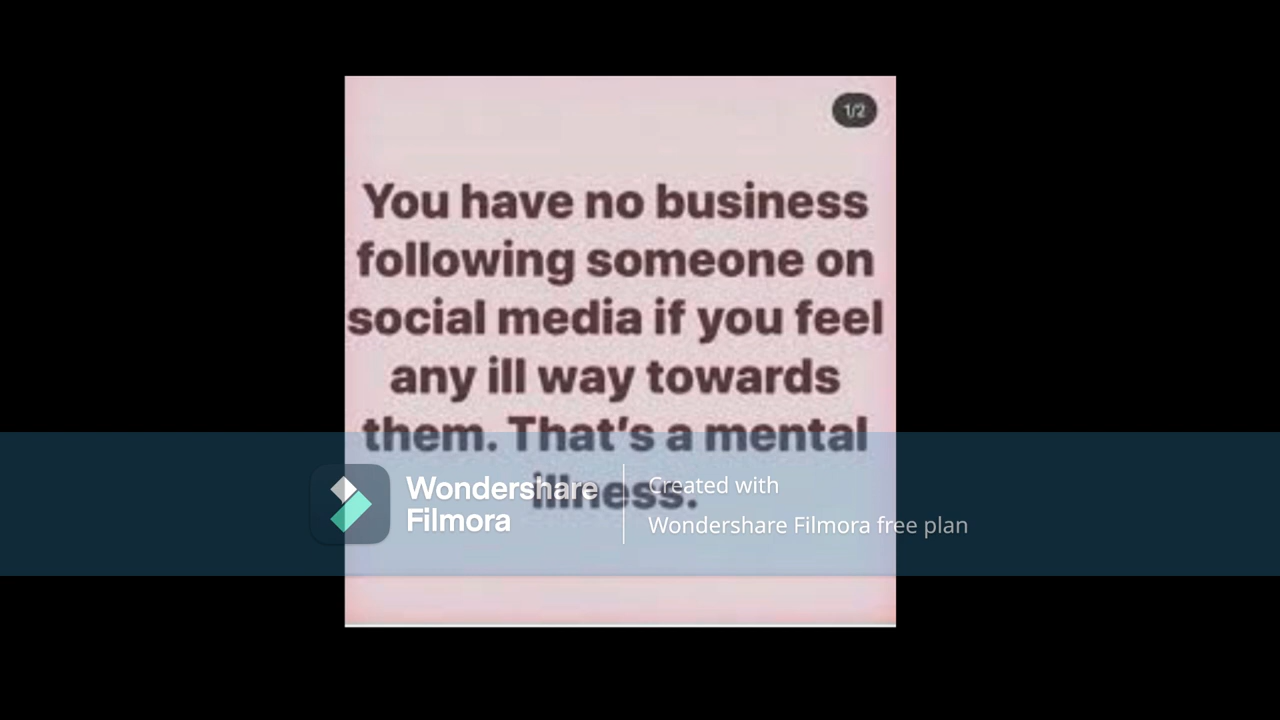 1/2
You have no business
following someone on
social media if you feel
any ill way towards
them. That's a mental
illness.
Wondershare
Filmora
Created with
Wondershare Filmora free plan